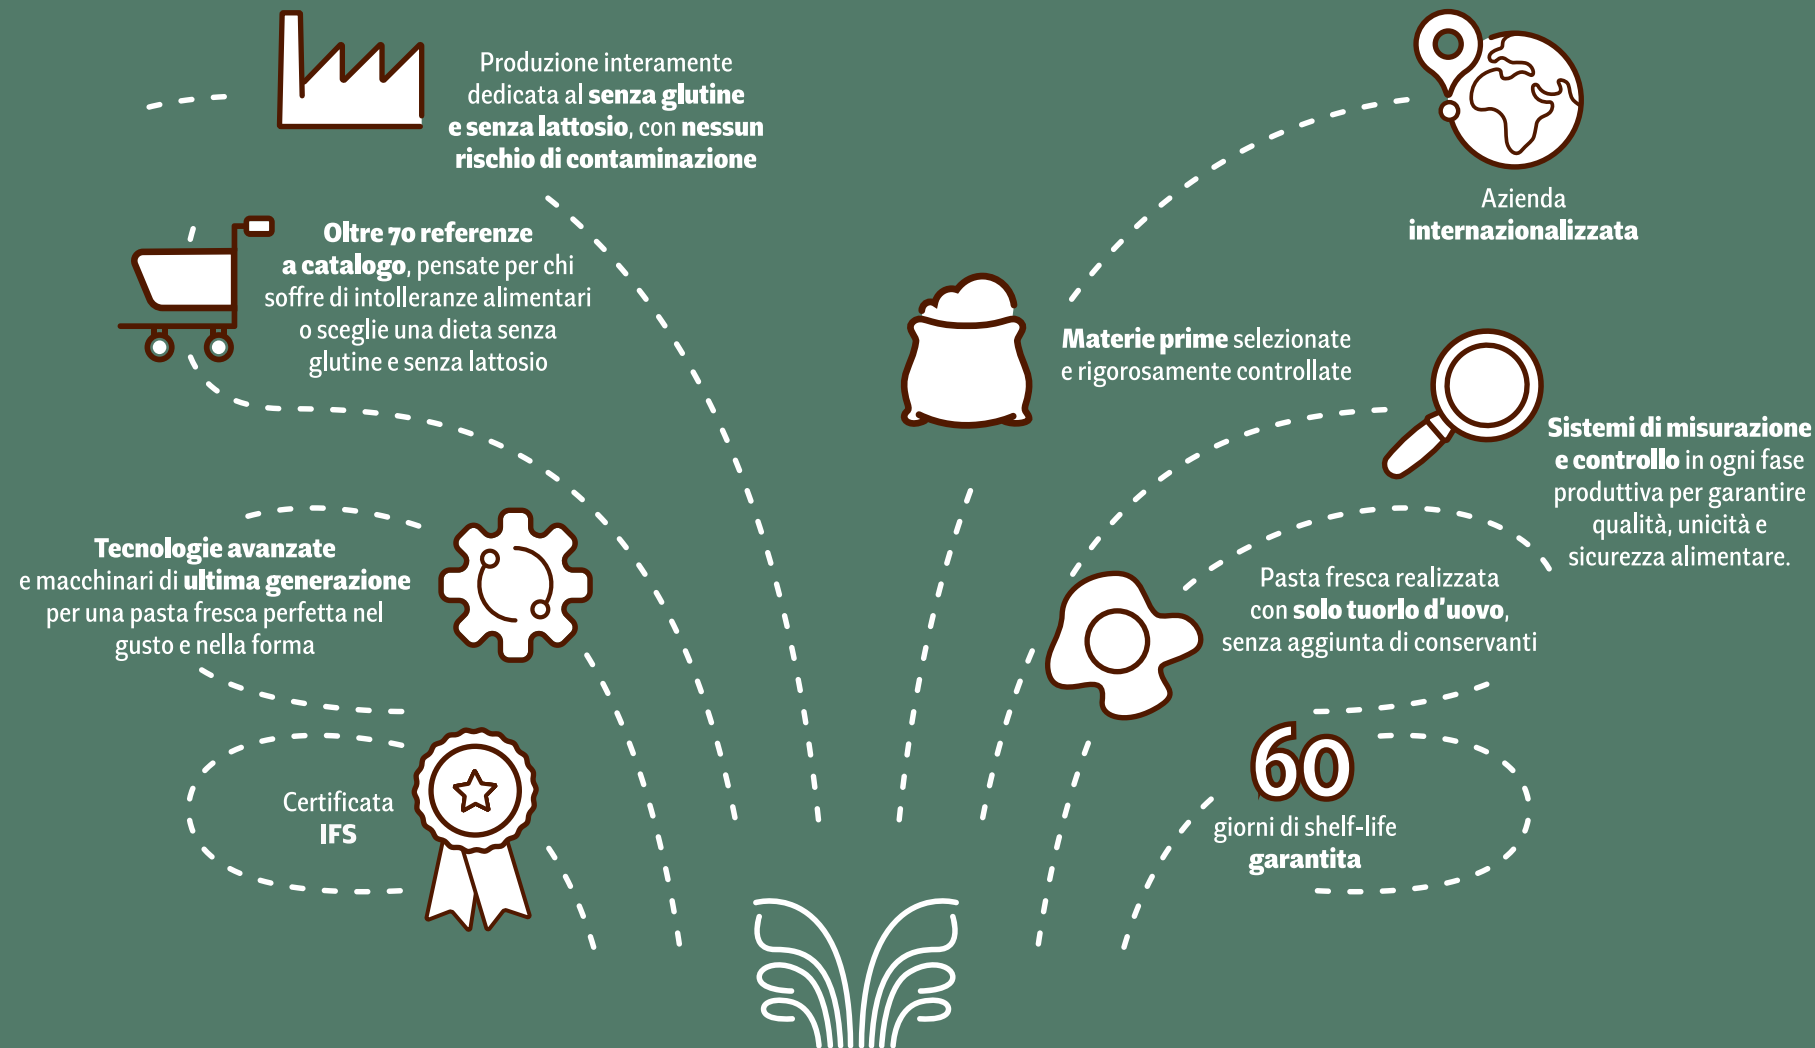 Produzione interamente
dedicata al senza glutine
e senza lattosio, con nessun
rischio di contaminazione
Oltre 70 referenze
a catalogo, pensate per chi
soffre di intolleranze alimentari
o sceglie una dieta senza
glutine e senza lattosio
Tecnologie avanzate
e macchinari di ultima generazione
per una pasta fresca perfetta nel
gusto e nella forma
Certificata
IFS
Azienda
internazionalizzata
Materie prime selezionate
e rigorosamente controllate
Sistemi di misurazione
e controllo in ogni fase
produttiva per garantire
qualità, unicità e
sicurezza alimentare.
Pasta fresca realizzata
con solo tuorlo d'uovo,
senza aggiunta di conservanti
60
giorni di shelf-life
garantita